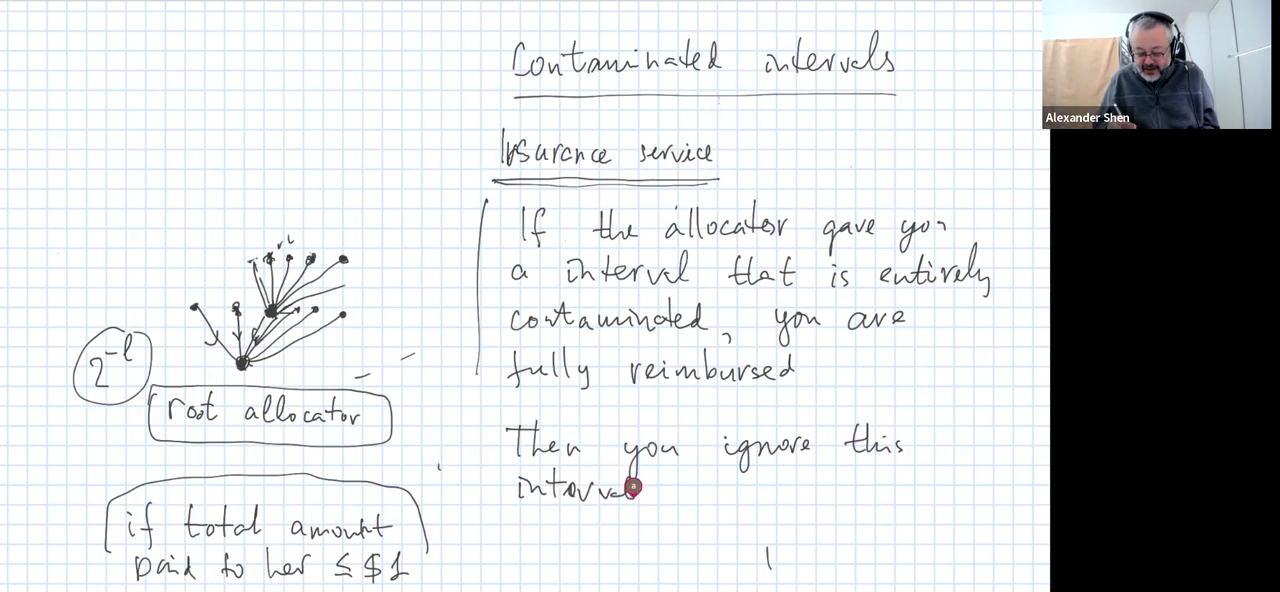 Contaminated intervals
Alexander Shen
Insurance service
If the allocator gave you
a interval that is entirely
contaminated, you are
fully reimbursed
Then you ignore this
interval
2^-l
root allocator
if total amount
paid to her ≤ $1